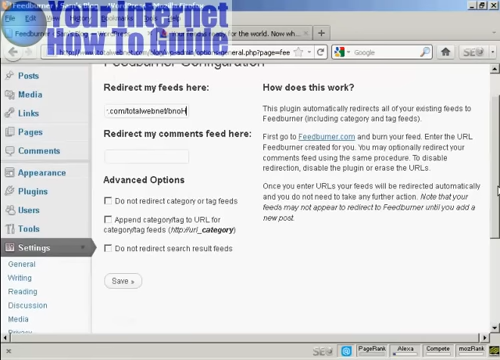 Your Internet
How To Guide
Feedburner Configuration
Posts
Media
Links
Pages
Comments
Appearance
Plugins
Users
Tools
Settings
General
Writing
Reading
Discussion
Media
Redirect my feeds here:
.com/totalwebnet/bnoH
Redirect my comments feed here:
Advanced Options
Do not redirect category or tag feeds
Append category/tag to URL for
category/tag feeds (http://url_category)
Do not redirect search result feeds
Save »
How does this work?
This plugin automatically redirects all of your existing feeds to
Feedburner (including category and tag feeds).
First go to Feedburner.com and burn your feed. Enter the URL
Feedburner created for you. You may optionally redirect your
comments feed using the same procedure. To disable
redirection, disable the plugin or erase the URLs.
Once you enter URLs your feeds will be redirected automatically
and you do not need to take any further action. Note that your
feeds may not appear to redirect to Feedburner until you add a
new post.
Google
PageRank
Alexa
Compete
mozRank